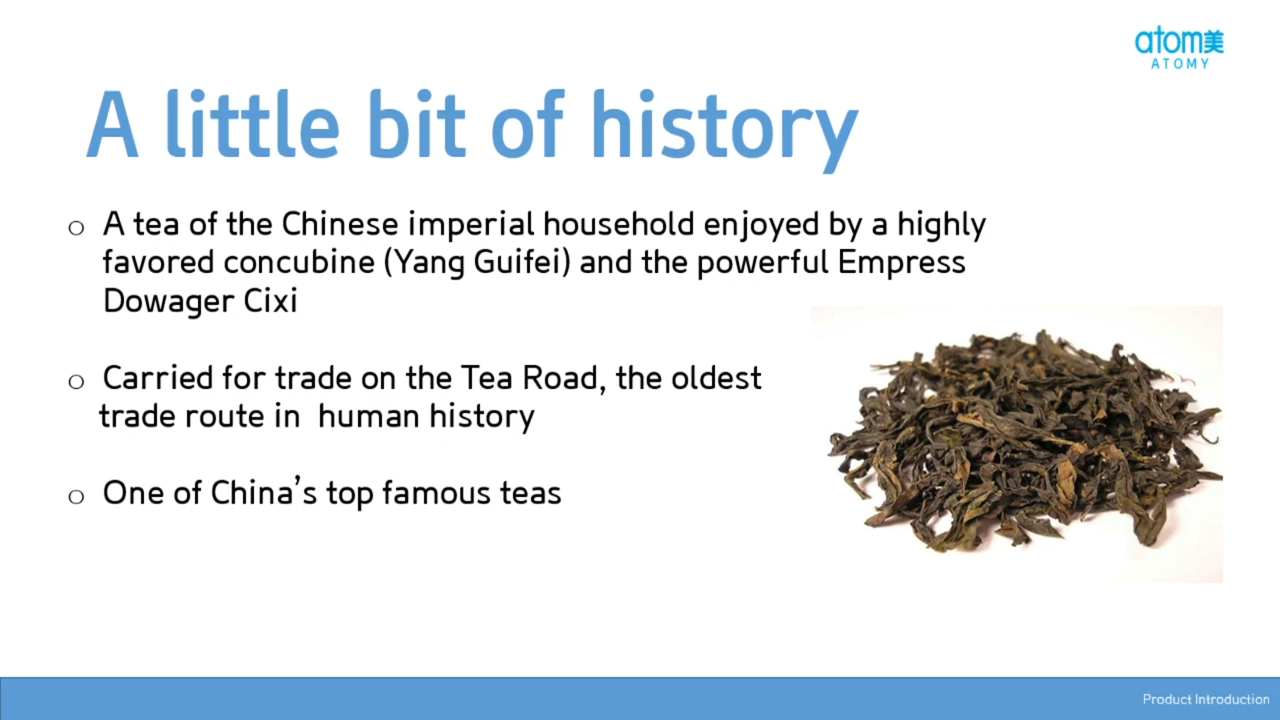 atom美
ATOMY
A little bit of history
o A tea of the Chinese imperial household enjoyed by a highly
favored concubine (Yang Guifei) and the powerful Empress
Dowager Cixi
o Carried for trade on the Tea Road, the oldest
trade route in  human history
o One of China’s top famous teas
Product Introduction